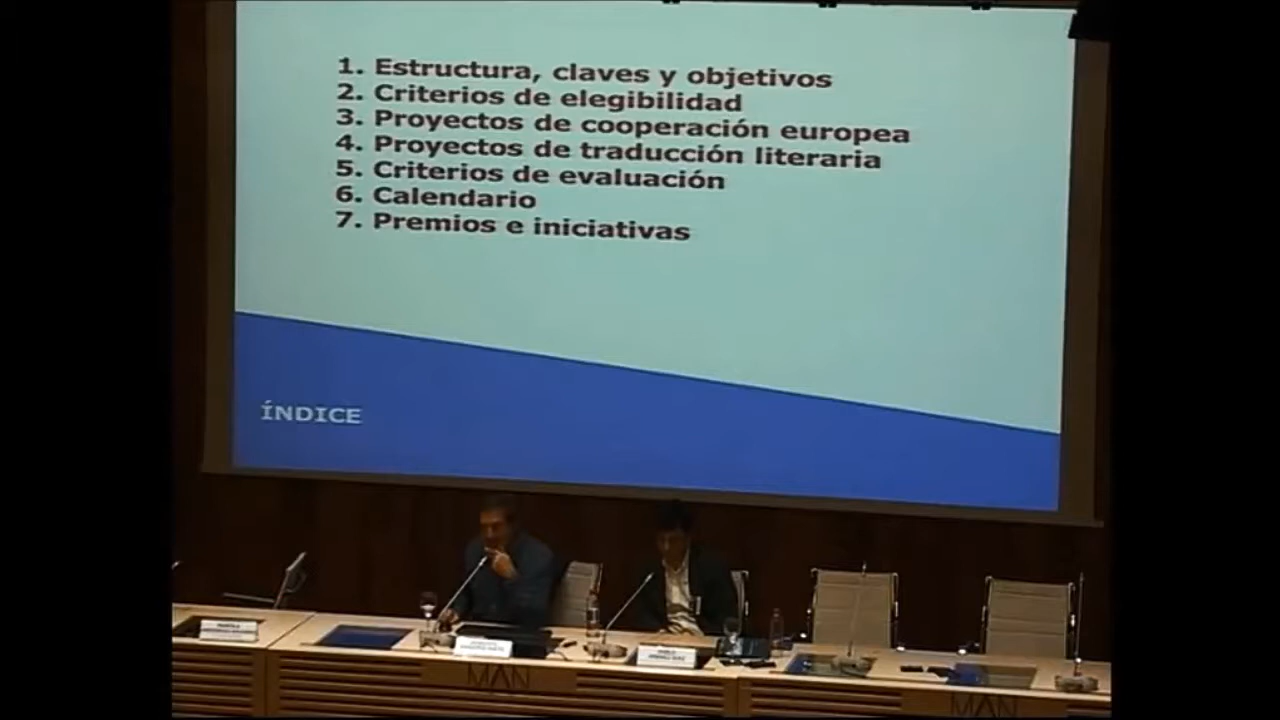 1. Estructura, claves y objetivos
2. Criterios de elegibilidad
3. Proyectos de cooperación europea
4. Proyectos de traducción literaria
5. Criterios de evaluación
6. Calendario
7. Premios e iniciativas
ÍNDICE
MAN
MAN